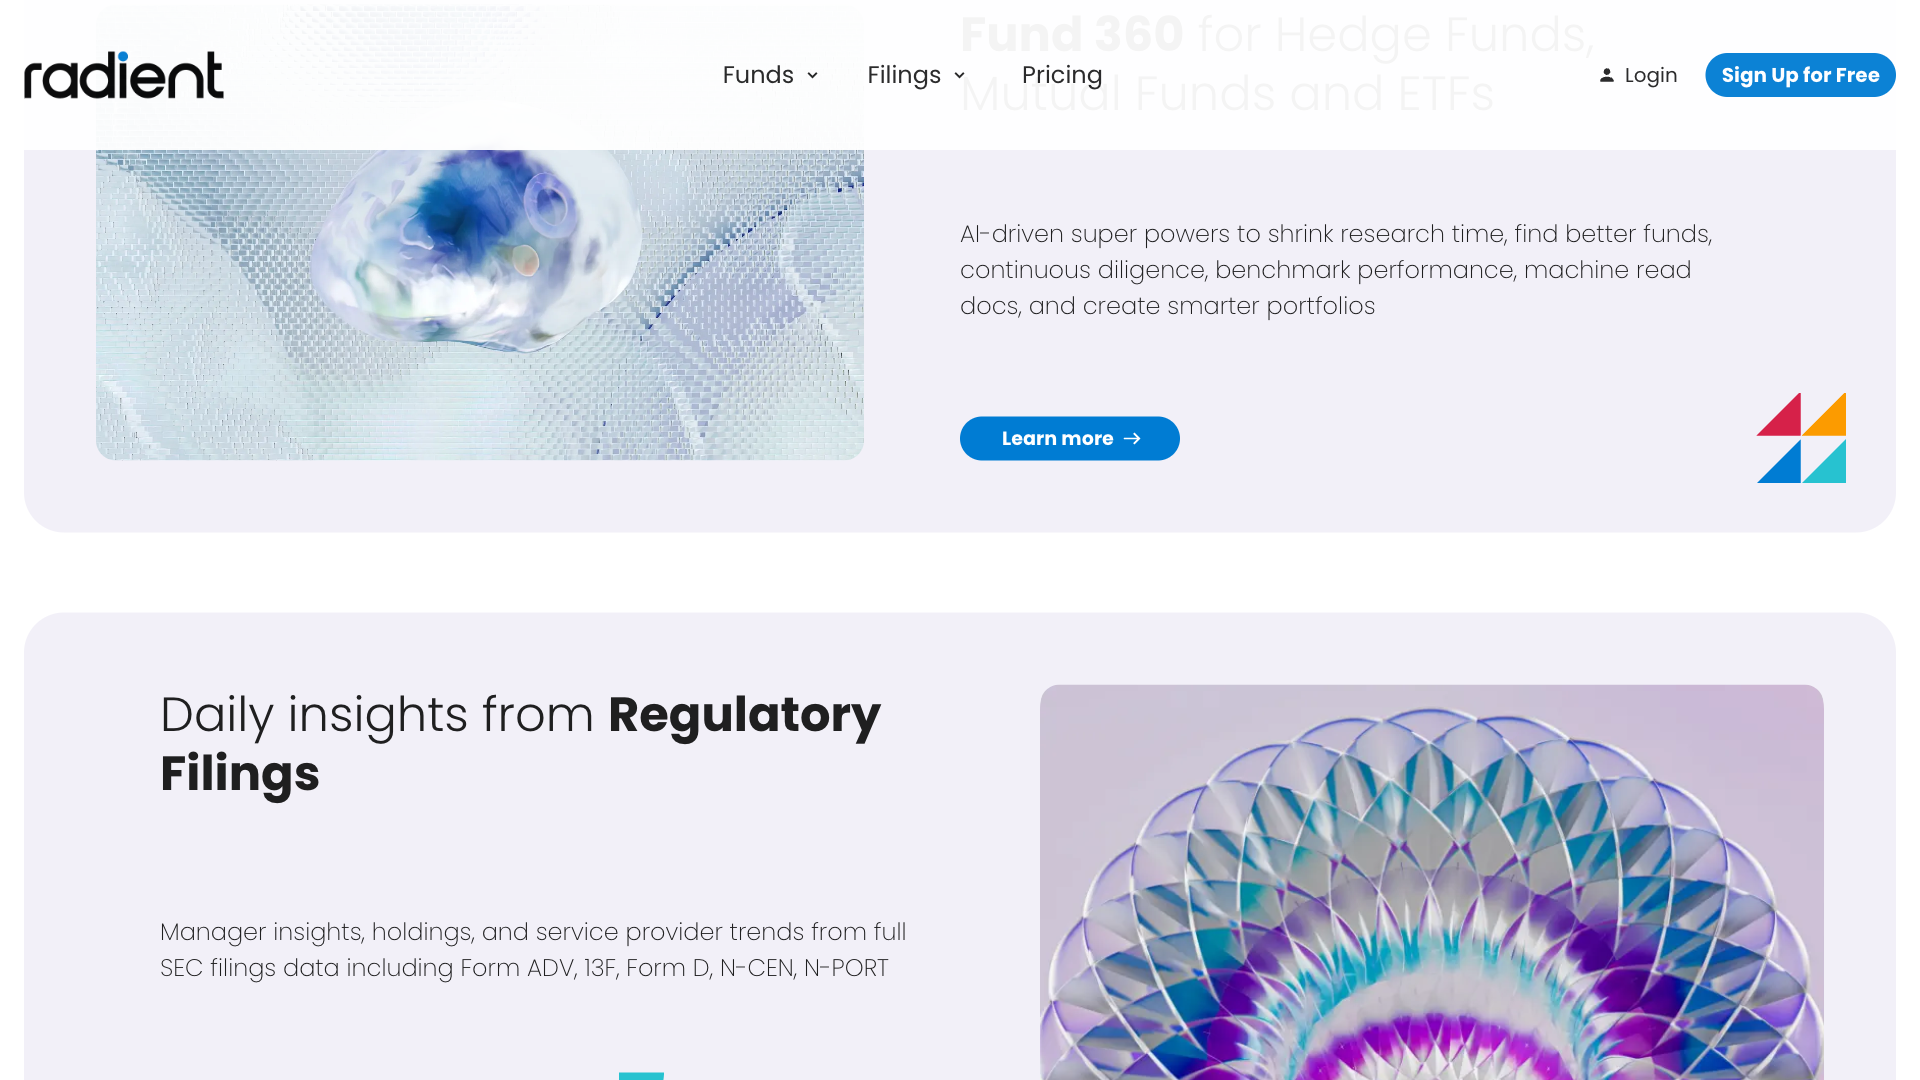 radient
Funds
Filings
Pricing
Login
Sign Up for Free
Fund 360 for Hedge Funds,
Mutual Funds and ETFs
AI-driven super powers to shrink research time, find better funds,
continuous diligence, benchmark performance, machine read
docs, and create smarter portfolios
Learn more
Daily insights from Regulatory
Filings
Manager insights, holdings, and service provider trends from full
SEC filings data including Form ADV, 13F, Form D, N-CEN, N-PORT